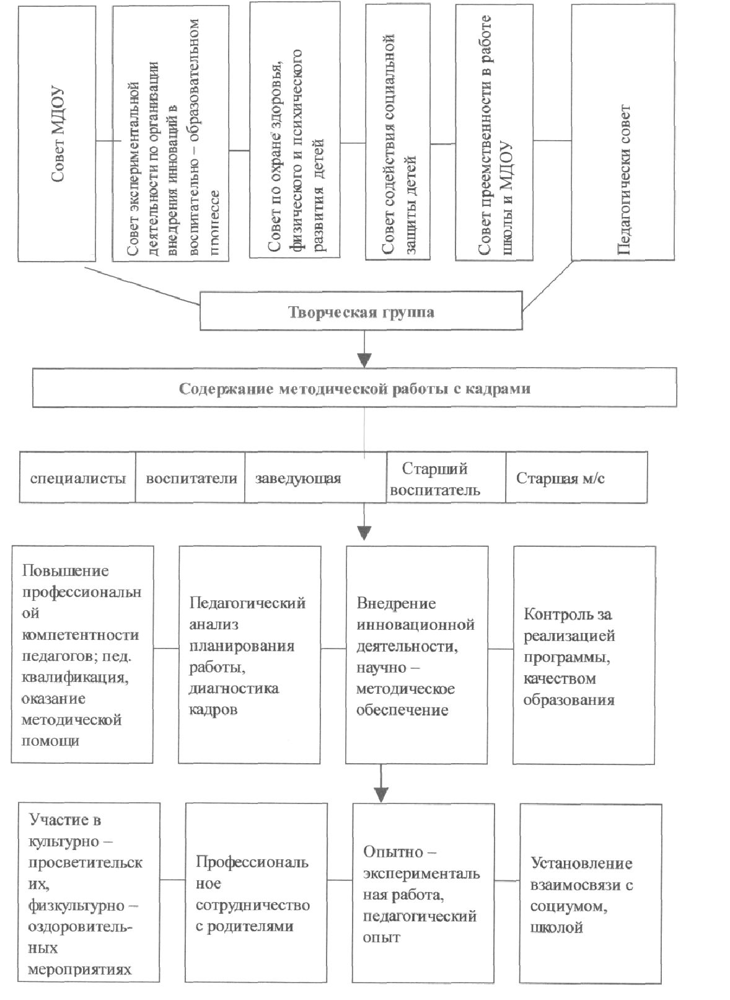 Совет МДОУ
Совет экспериментальной
деятельности по организации
внедрения инноваций в
воспитательно – образовательном
процессе
Совет по охране здоровья,
физического и психического
развития детей
Совет содействия социальной
защиты детей
Совет преемственности в работе
школы и МДОУ
Педагогически совет
Творческая группа
Содержание методической работы с кадрами
специалисты
воспитатели
заведующая
Старший
воспитатель
Старшая м/с
Повышение
профессиональн
ой
компетентности
педагогов; пед.
квалификация,
оказание
методической
помощи
Педагогический
анализ
планирования
работы,
диагностика
кадров
Внедрение
инновационной
деятельности,
научно –
методическое
обеспечение
Контроль за
реализацией
программы,
качеством
образования
Участие в
культурно –
просветительск
их,
физкультурно –
оздоровитель-
ных
мероприятиях
Профессиональ
ное
сотрудничество
с родителями
Опытно –
эксперименталь
ная работа,
педагогический
опыт
Установление
взаимосвязи с
социумом,
школой